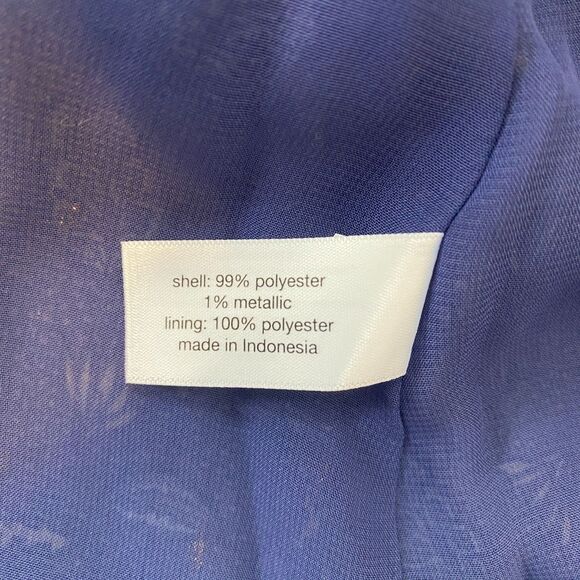 shell: 99% polyester
1% metallic
lining: 100% polyester
made in Indonesia